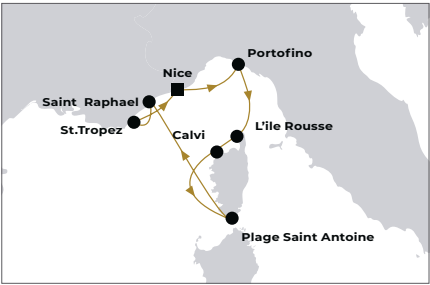 Portofino
Nice
Saint Raphael
St.Tropez
L'ile Rousse
Calvi
Plage Saint Antoine